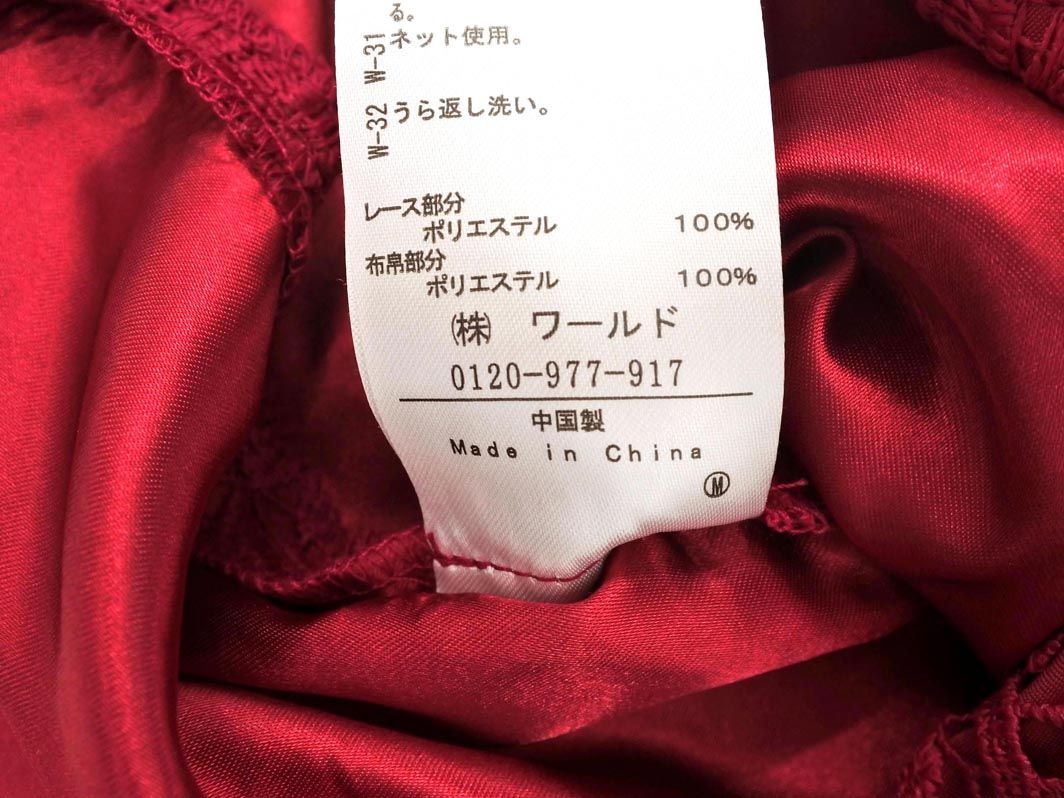 る。
W-31 ネット使用。
W-32 うら返し洗い。
レース部分
ポリエステル 100%
布帛部分
ポリエステル 100%
㈱ ワールド
0120-977-917
中国製
Made in China
Ⓜ